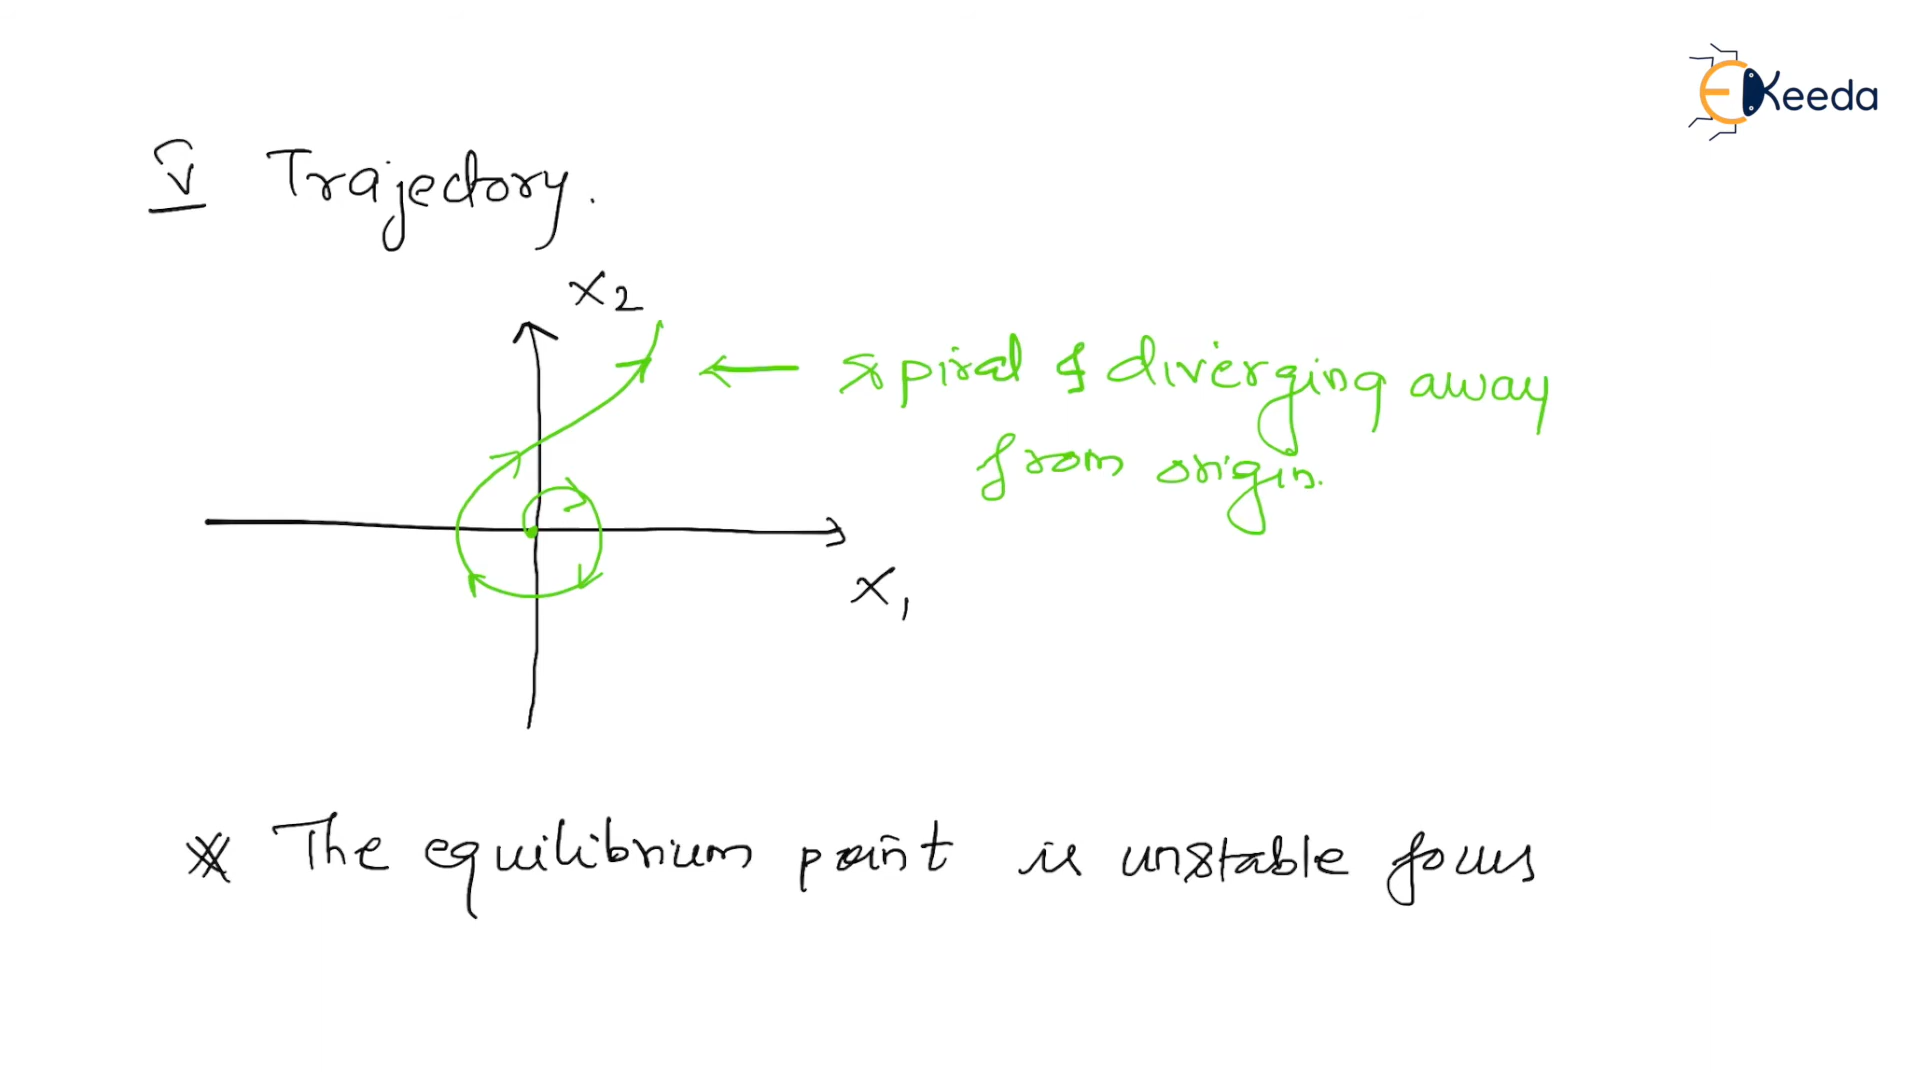 EKeeda
V Trajectory.
X2
spiral & diverging away
from origin.
X1
* The equilibrium point is unstable focus